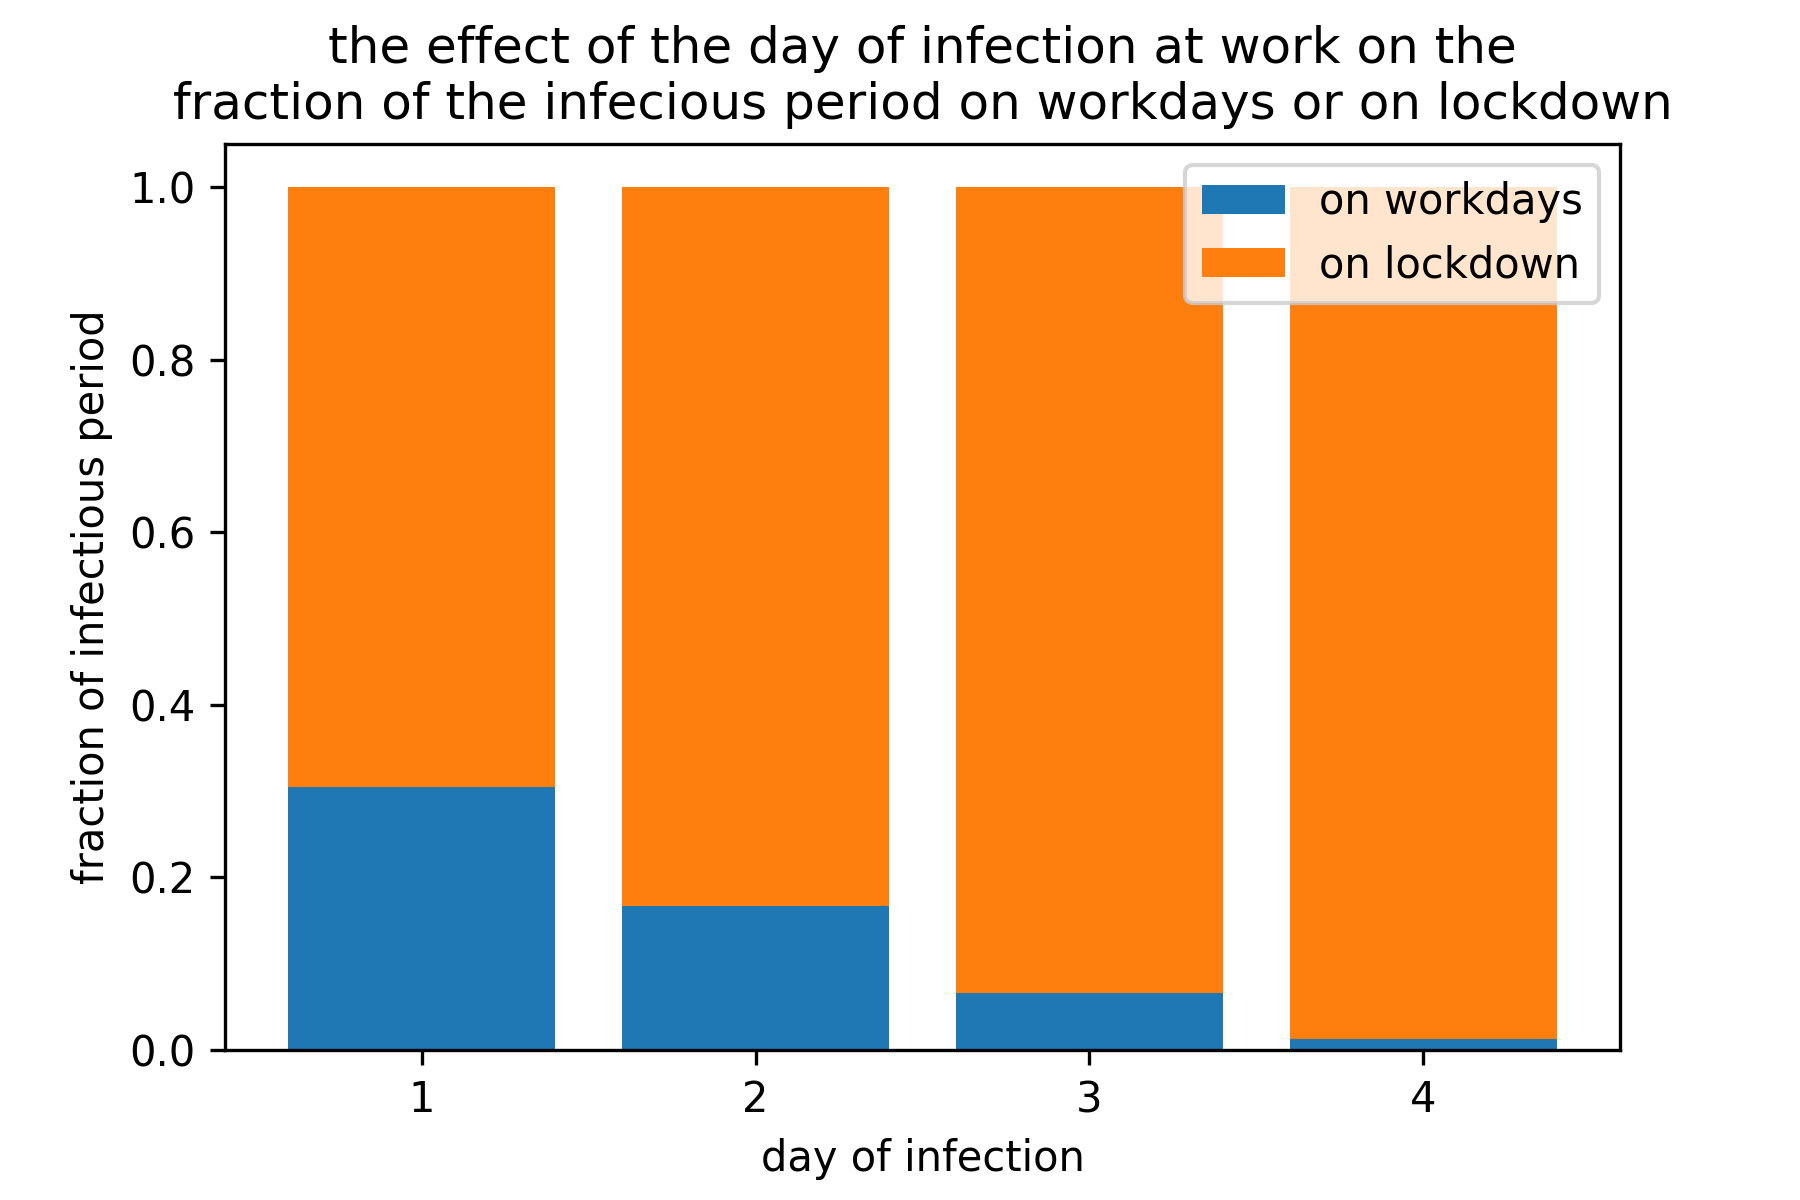 the effect of the day of infection at work on the
fraction of the infecious period on workdays or on lockdown
on workdays
on lockdown
fraction of infectious period
1.0
0.8
0.6
0.4
0.2
0.0
1 2 3 4
day of infection